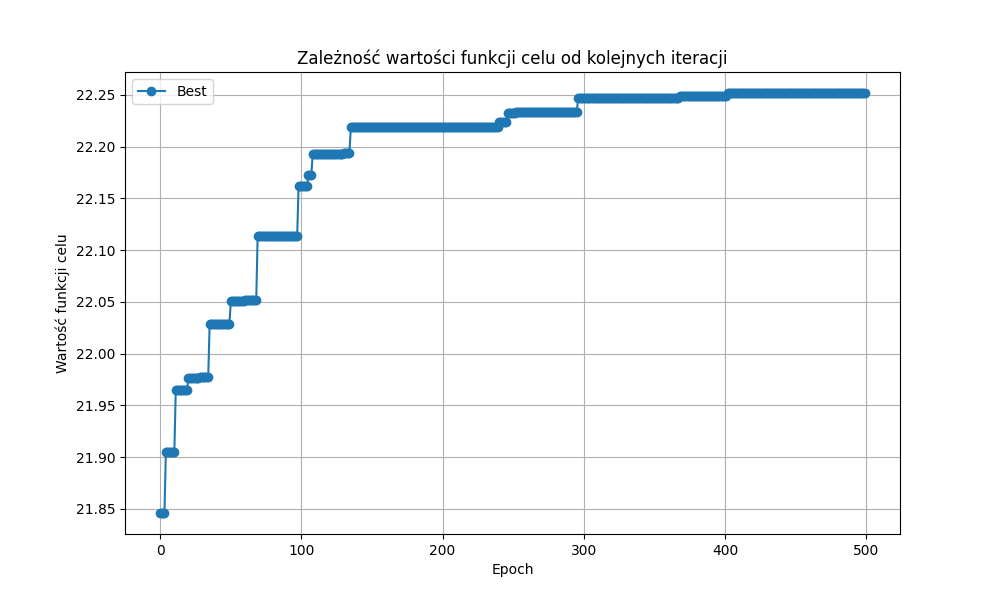 Zależność wartości funkcji celu od kolejnych iteracji
Best
22.25
22.20
22.15
22.10
22.05
22.00
21.95
21.90
21.85
Wartość funkcji celu
0 100 200 300 400 500
Epoch